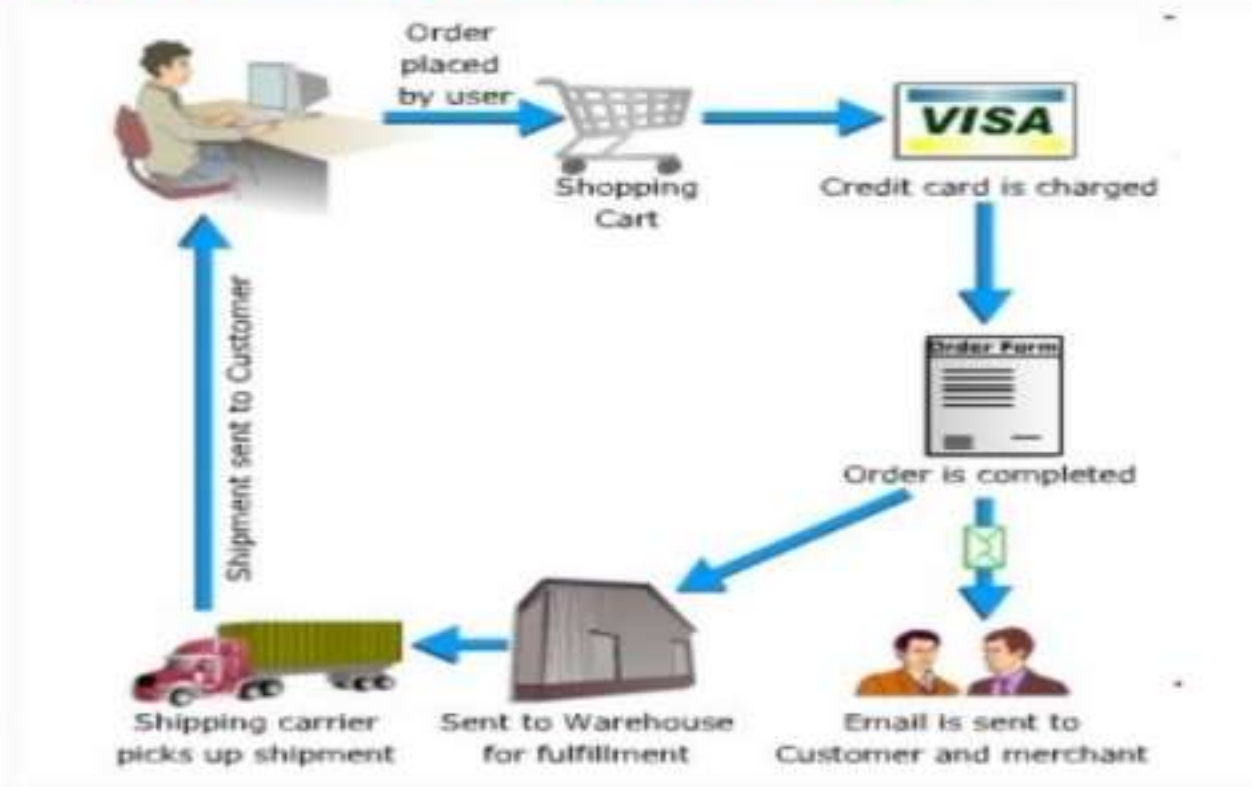 Order
placed
by user
Shopping
Cart
VISA
Credit card is charged
Order Form
Order is completed
Email is sent to
Customer and merchant
Sent to Warehouse
for fulfillment
Shipping carrier
picks up shipment
Shipment sent to Customer